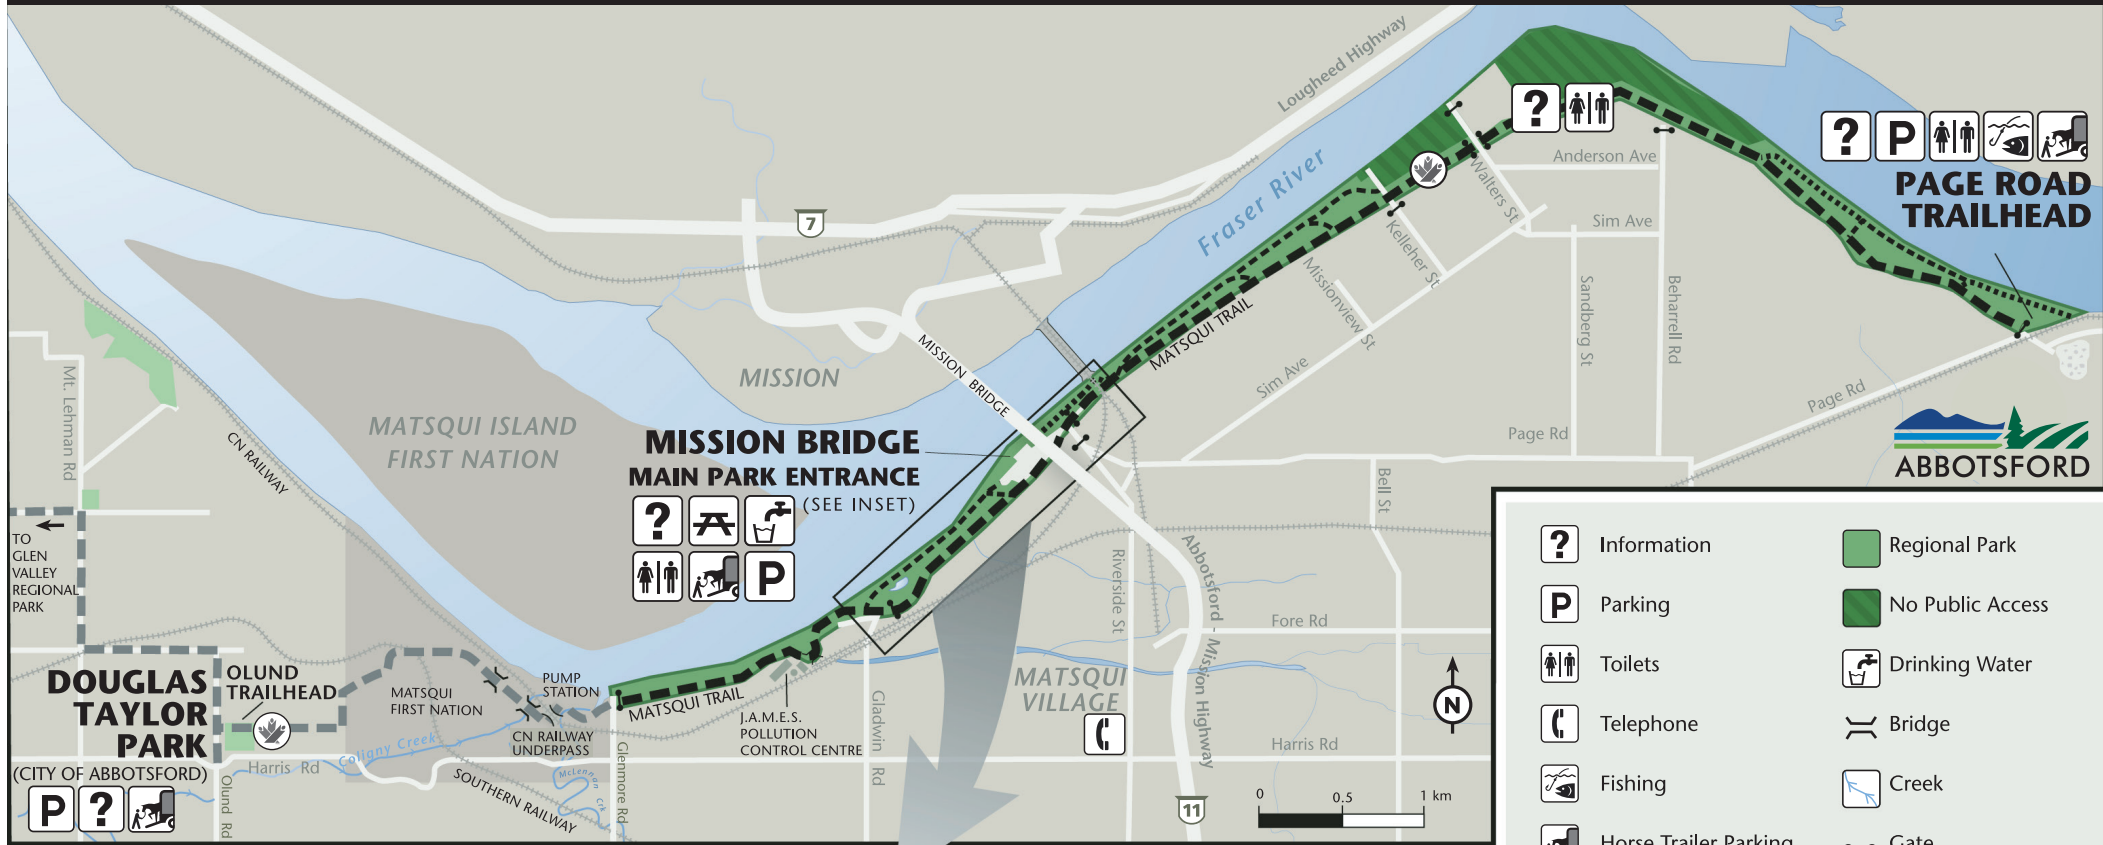 Lougheed Highway
7
Fraser River
Anderson Ave
Walters St
Sim Ave
Kelleher St
Missionview St
Sandberg St
Beharrell Rd
? P
PAGE ROAD
TRAILHEAD
MATSQUI TRAIL
Sim Ave
Page Rd
Page Rd
ABBOTSFORD
MISSION
MISSION BRIDGE
MATSQUI ISLAND
FIRST NATION
Mt. Lehman Rd
CN RAILWAY
MISSION BRIDGE
MAIN PARK ENTRANCE
(SEE INSET)
?
P
?
Bell St
Riverside St
Abbotsford - Mission Highway
Fore Rd
TO
GLEN
VALLEY
REGIONAL
PARK
DOUGLAS
TAYLOR
PARK
(CITY OF ABBOTSFORD)
P ?
OLUND
TRAILHEAD
MATSQUI
FIRST NATION
PUMP
STATION
CN RAILWAY
UNDERPASS
MATSQUI TRAIL
J.A.M.E.S.
POLLUTION
CONTROL CENTRE
MATSQUI
VILLAGE
Gladwin Rd
Glenmore Rd
Harris Rd
Harris Rd
Coligny Creek
McLennan Crk
SOUTHERN RAILWAY
Olund Rd
11
0 0.5 1 km
N
? Information
P Parking
Toilets
Telephone
Fishing
Horse Trailer Parking
Regional Park
No Public Access
Drinking Water
Bridge
Creek
Gate